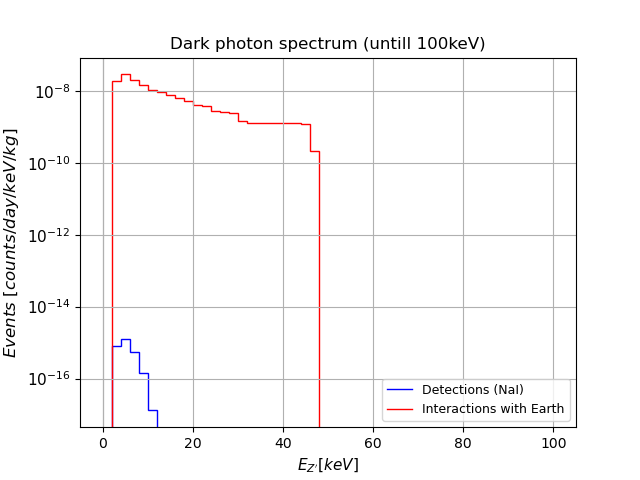 Dark photon spectrum (untill 100keV)
Events [counts/day/keV/kg]
10⁻⁸
10⁻¹⁰
10⁻¹²
10⁻¹⁴
10⁻¹⁶
0 20 40 60 80 100
E_Z′[keV]
Detections (NaI)
Interactions with Earth